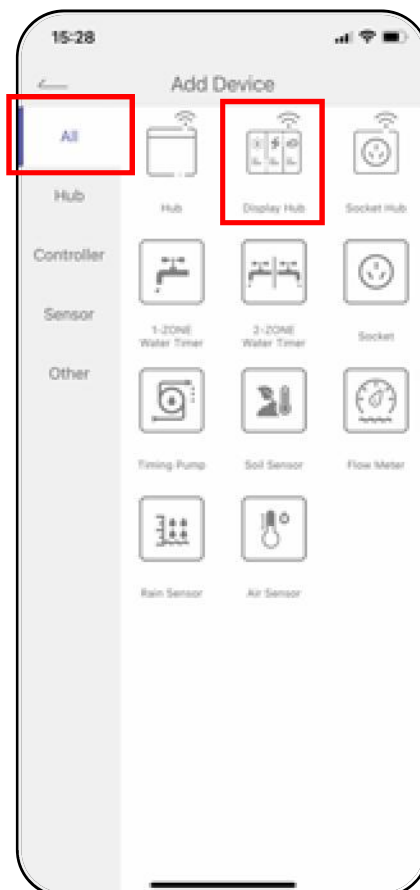 15:28
Add Device
All
Hub
Controller
Sensor
Other
Hub
Display Hub
Socket Hub
1-ZONE
Water Timer
2-ZONE
Water Timer
Socket
Timing Pump
Soil Sensor
Flow Meter
Rain Sensor
Air Sensor